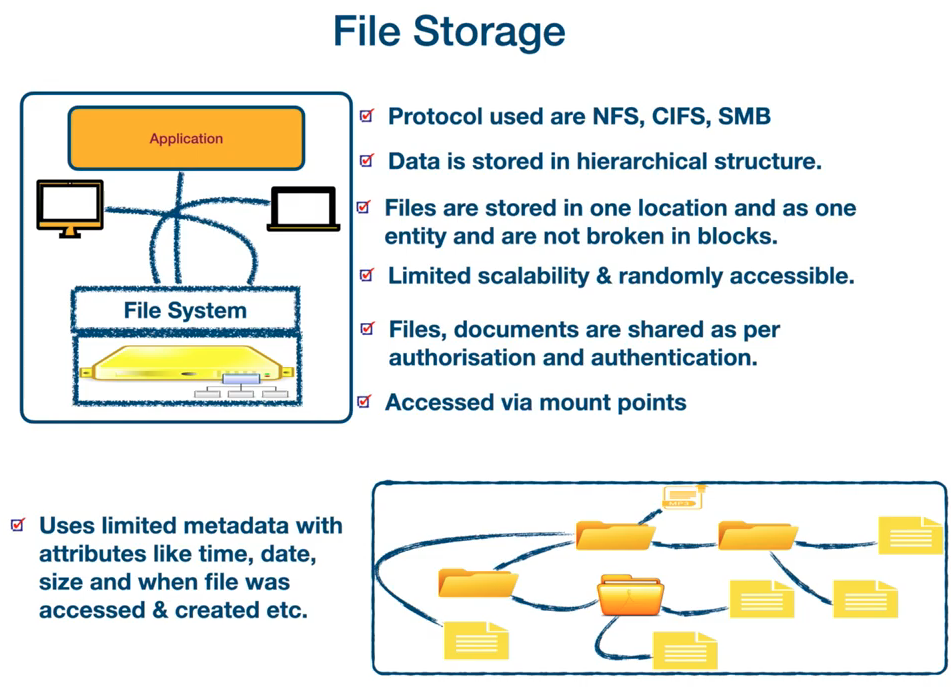 File Storage
Application
File System
Protocol used are NFS, CIFS, SMB
Data is stored in hierarchical structure.
Files are stored in one location and as one
entity and are not broken in blocks.
Limited scalability & randomly accessible.
Files, documents are shared as per
authorisation and authentication.
Accessed via mount points
Uses limited metadata with
attributes like time, date,
size and when file was
accessed & created etc.
MP3